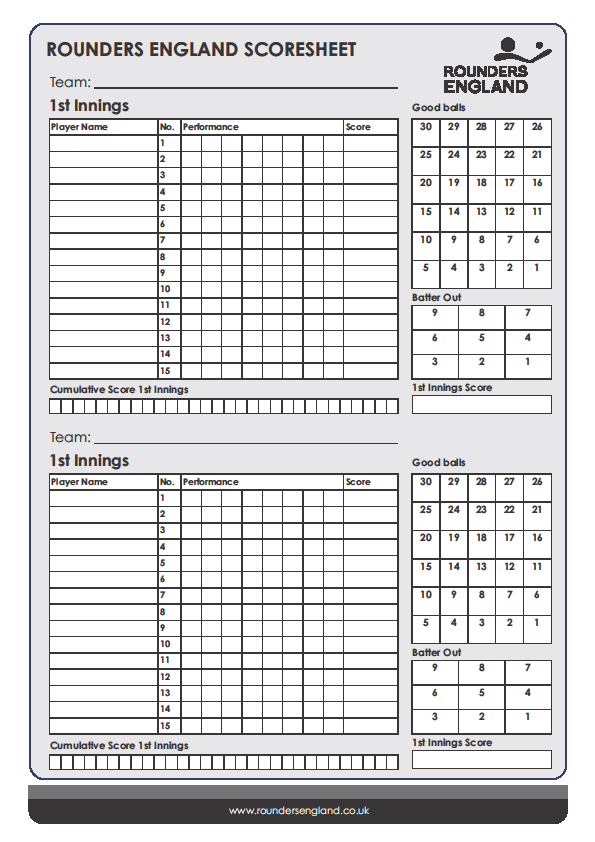 ROUNDERS ENGLAND SCORESHEET
ROUNDERS
ENGLAND
Team:
1st Innings
Player Name No. Performance Score
1
2
3
4
5
6
7
8
9
10
11
12
13
14
15
Cumulative Score 1st Innings
Good balls
30 29 28 27 26
25 24 23 22 21
20 19 18 17 16
15 14 13 12 11
10 9 8 7 6
5 4 3 2 1
Batter Out
9 8 7
6 5 4
3 2 1
1st Innings Score
Team:
1st Innings
Player Name No. Performance Score
1
2
3
4
5
6
7
8
9
10
11
12
13
14
15
Cumulative Score 1st Innings
Good balls
30 29 28 27 26
25 24 23 22 21
20 19 18 17 16
15 14 13 12 11
10 9 8 7 6
5 4 3 2 1
Batter Out
9 8 7
6 5 4
3 2 1
1st Innings Score
www.roundersengland.co.uk